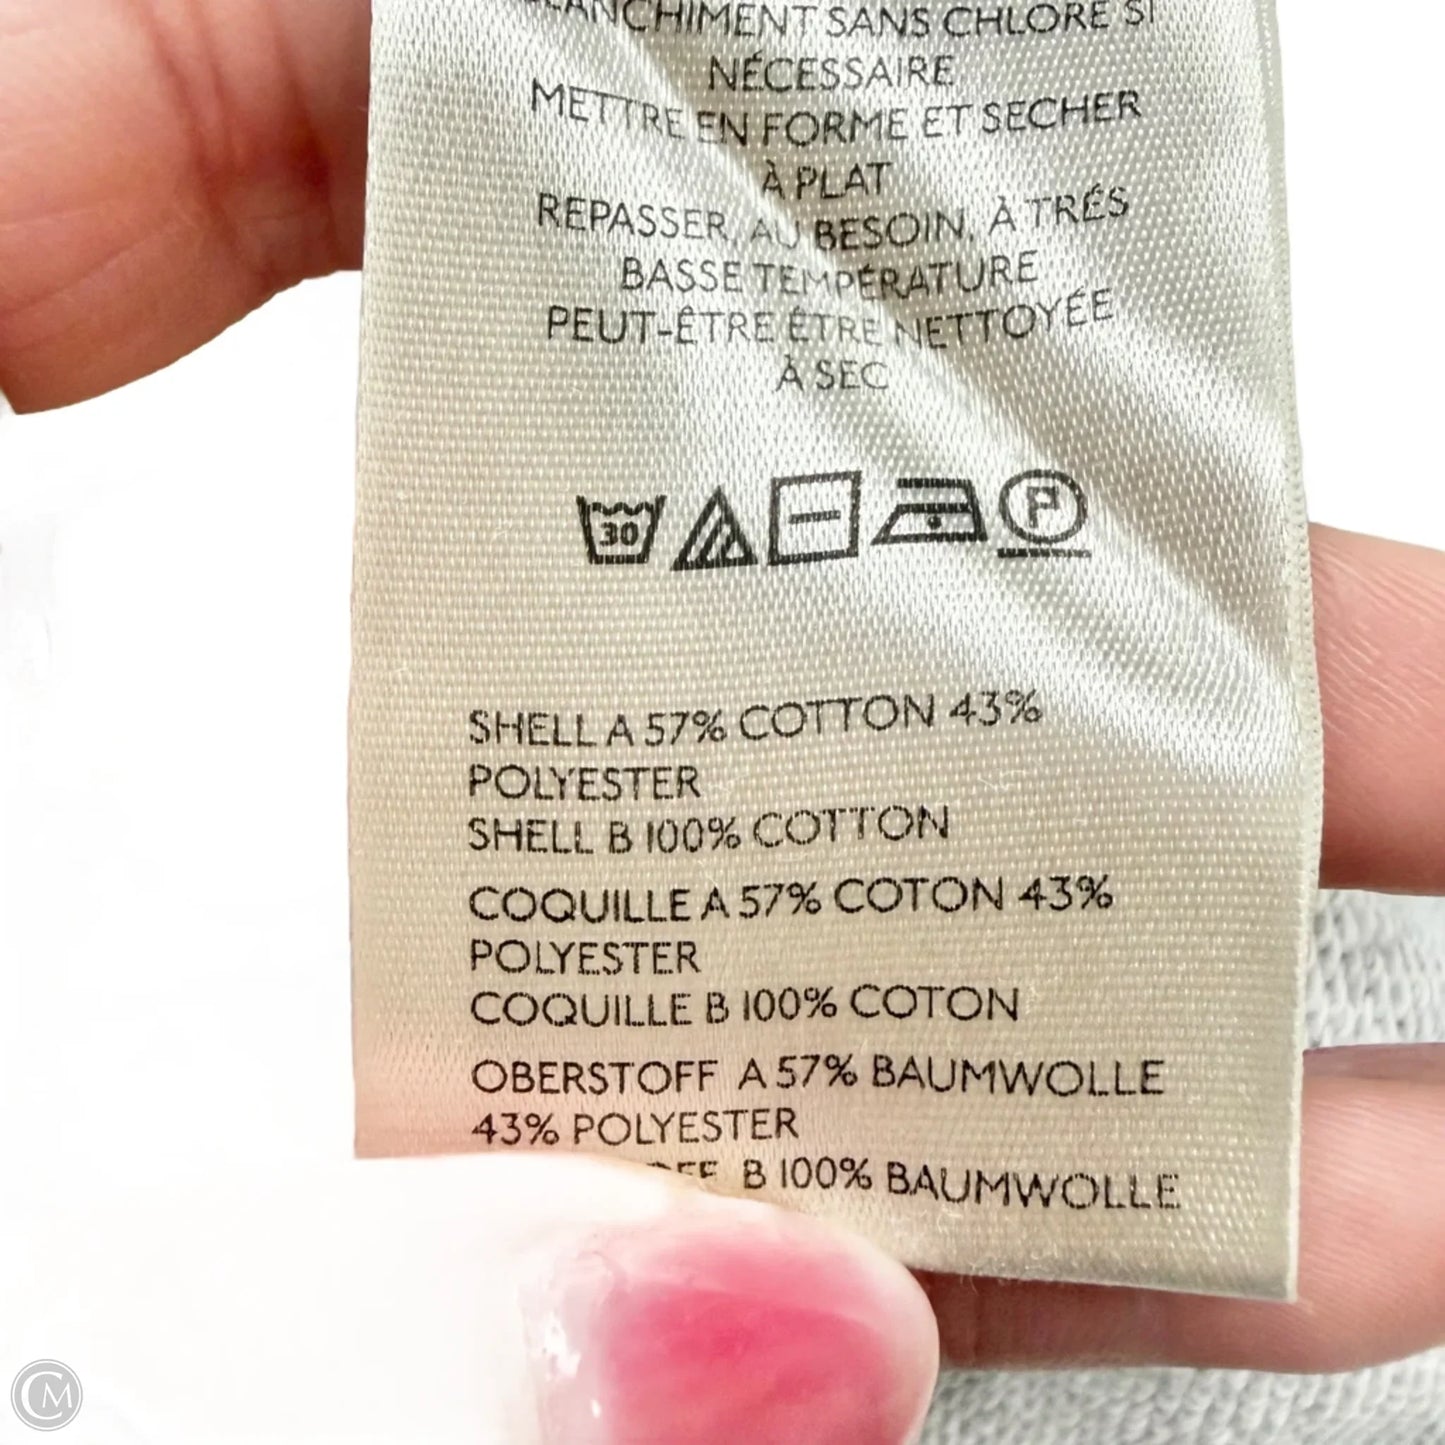 BLANCHIMENT SANS CHLORE SI
NÉCESSAIRE
METTRE EN FORME ET SECHER
À PLAT
REPASSER, AU BESOIN, À TRÉS
BASSE TEMPÉRATURE
PEUT-ÊTRE ÊTRE NETTOYÉE
À SEC
30 P
SHELL A 57% COTTON 43%
POLYESTER
SHELL B 100% COTTON
COQUILLE A 57% COTON 43%
POLYESTER
COQUILLE B 100% COTON
OBERSTOFF A 57% BAUMWOLLE
43% POLYESTER
B 100% BAUMWOLLE
CM